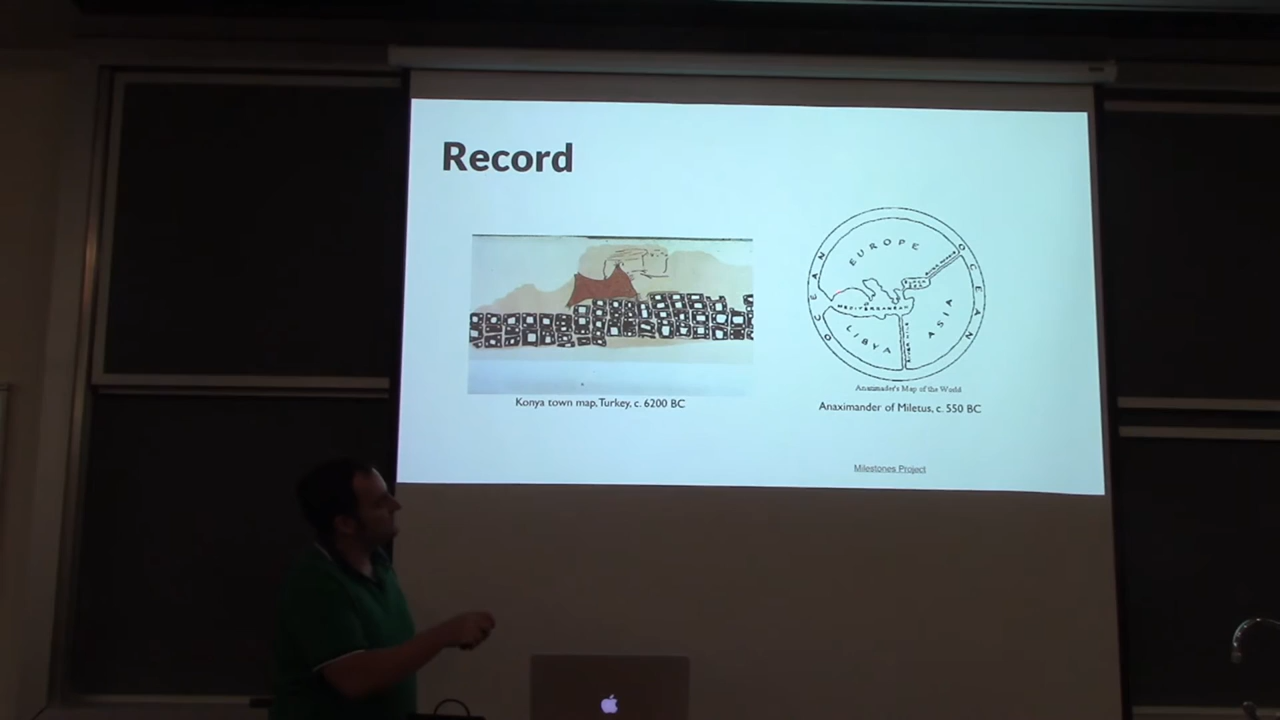 Record
EUROPE
OCEAN
OCEAN
MEDITERRANEAN
LIBYA
ASIA
Anaximader's Map of the World
Konya town map, Turkey, c. 6200 BC
Anaximander of Miletus, c. 550 BC
Milestones Project